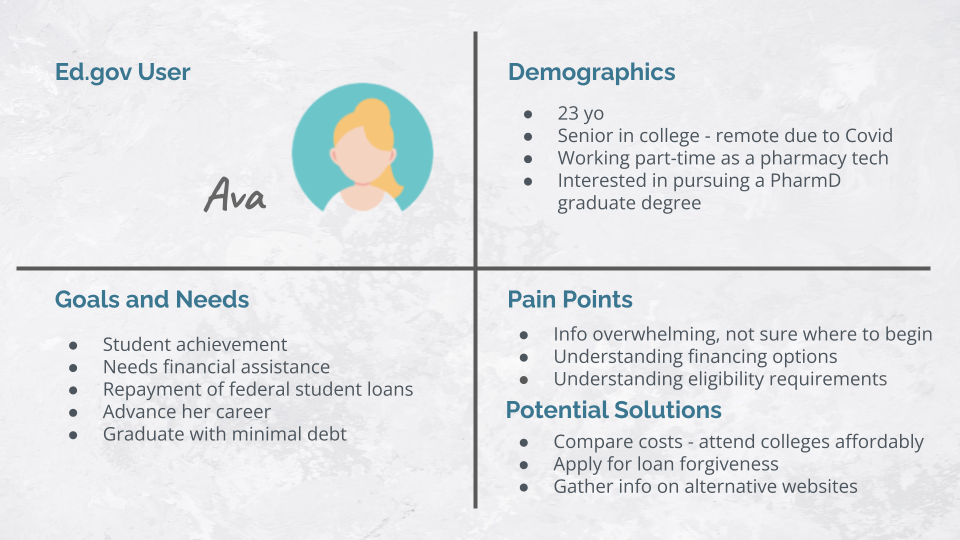 Ed.gov User
Ava
Demographics
● 23 yo
● Senior in college - remote due to Covid
● Working part-time as a pharmacy tech
● Interested in pursuing a PharmD
graduate degree
Goals and Needs
● Student achievement
● Needs financial assistance
● Repayment of federal student loans
● Advance her career
● Graduate with minimal debt
Pain Points
● Info overwhelming, not sure where to begin
● Understanding financing options
● Understanding eligibility requirements
Potential Solutions
● Compare costs - attend colleges affordably
● Apply for loan forgiveness
● Gather info on alternative websites